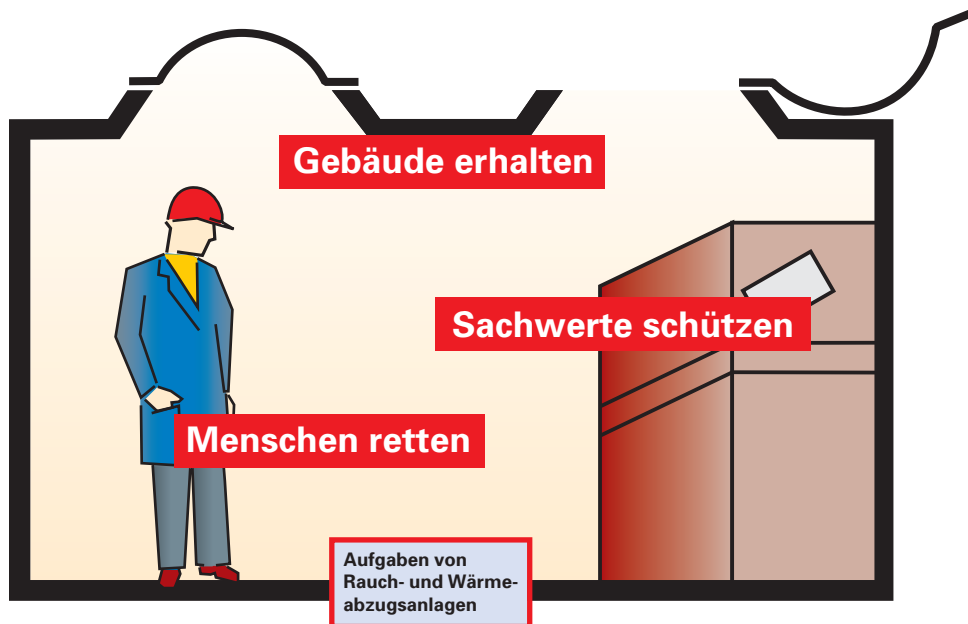 Gebäude erhalten
Sachwerte schützen
Menschen retten
Aufgaben von
Rauch- und Wärme-
abzugsanlagen